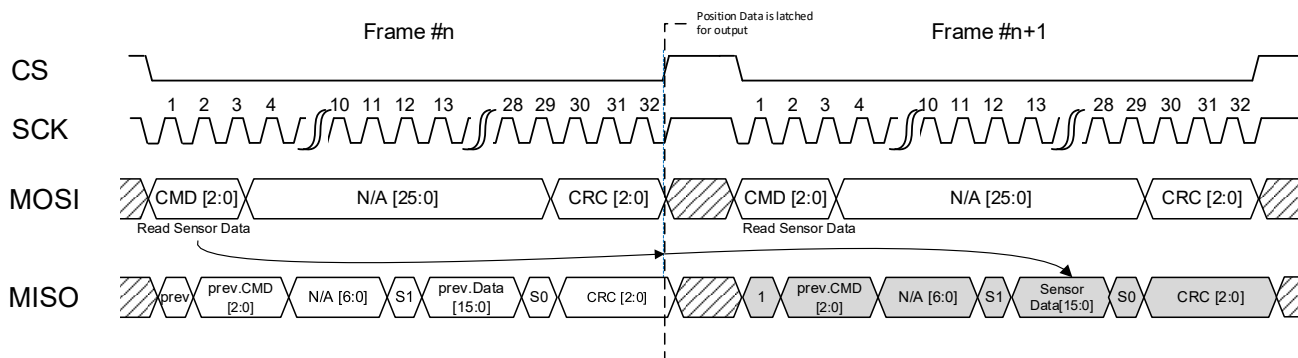 Position Data is latched
for output
Frame #n
Frame #n+1
CS
1 2 3 4 10 11 12 13 28 29 30 31 32 1 2 3 4 10 11 12 13 28 29 30 31 32
SCK
MOSI CMD [2:0] N/A [25:0] CRC [2:0] CMD [2:0] N/A [25:0] CRC [2:0]
Read Sensor Data Read Sensor Data
MISO prev prev.CMD [2:0] N/A [6:0] S1 prev.Data [15:0] S0 CRC [2:0] 1 prev.CMD [2:0] N/A [6:0] S1 Sensor Data[15:0] S0 CRC [2:0]